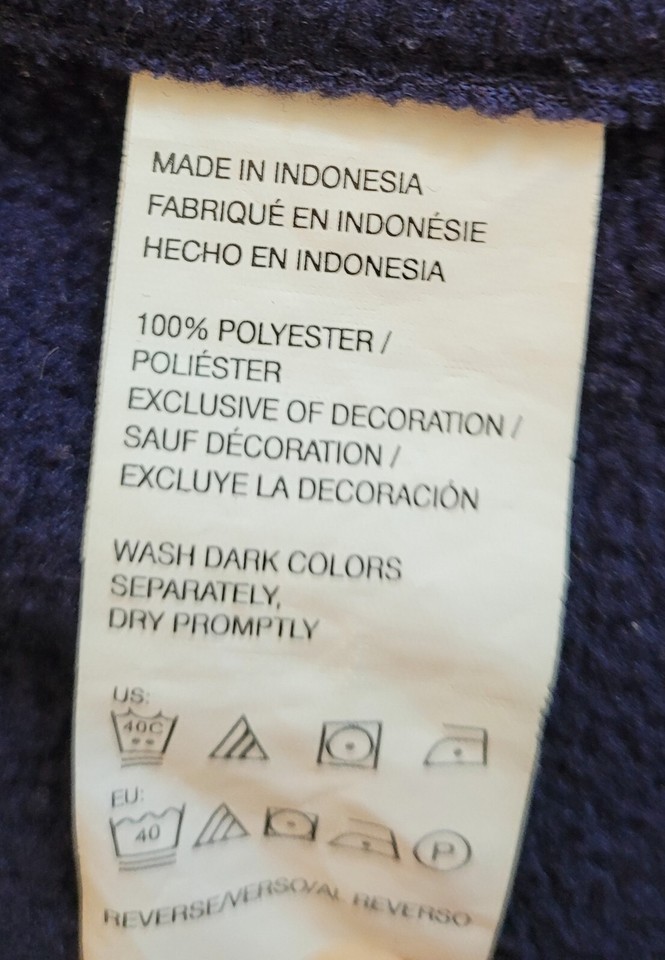 MADE IN INDONESIA
FABRIQUÉ EN INDONÉSIE
HECHO EN INDONESIA
100% POLYESTER /
POLIÉSTER
EXCLUSIVE OF DECORATION /
SAUF DÉCORATION /
EXCLUYE LA DECORACIÓN
WASH DARK COLORS
SEPARATELY,
DRY PROMPTLY
US:
40C
EU:
40 P
REVERSE/VERSO/AL REVERSO